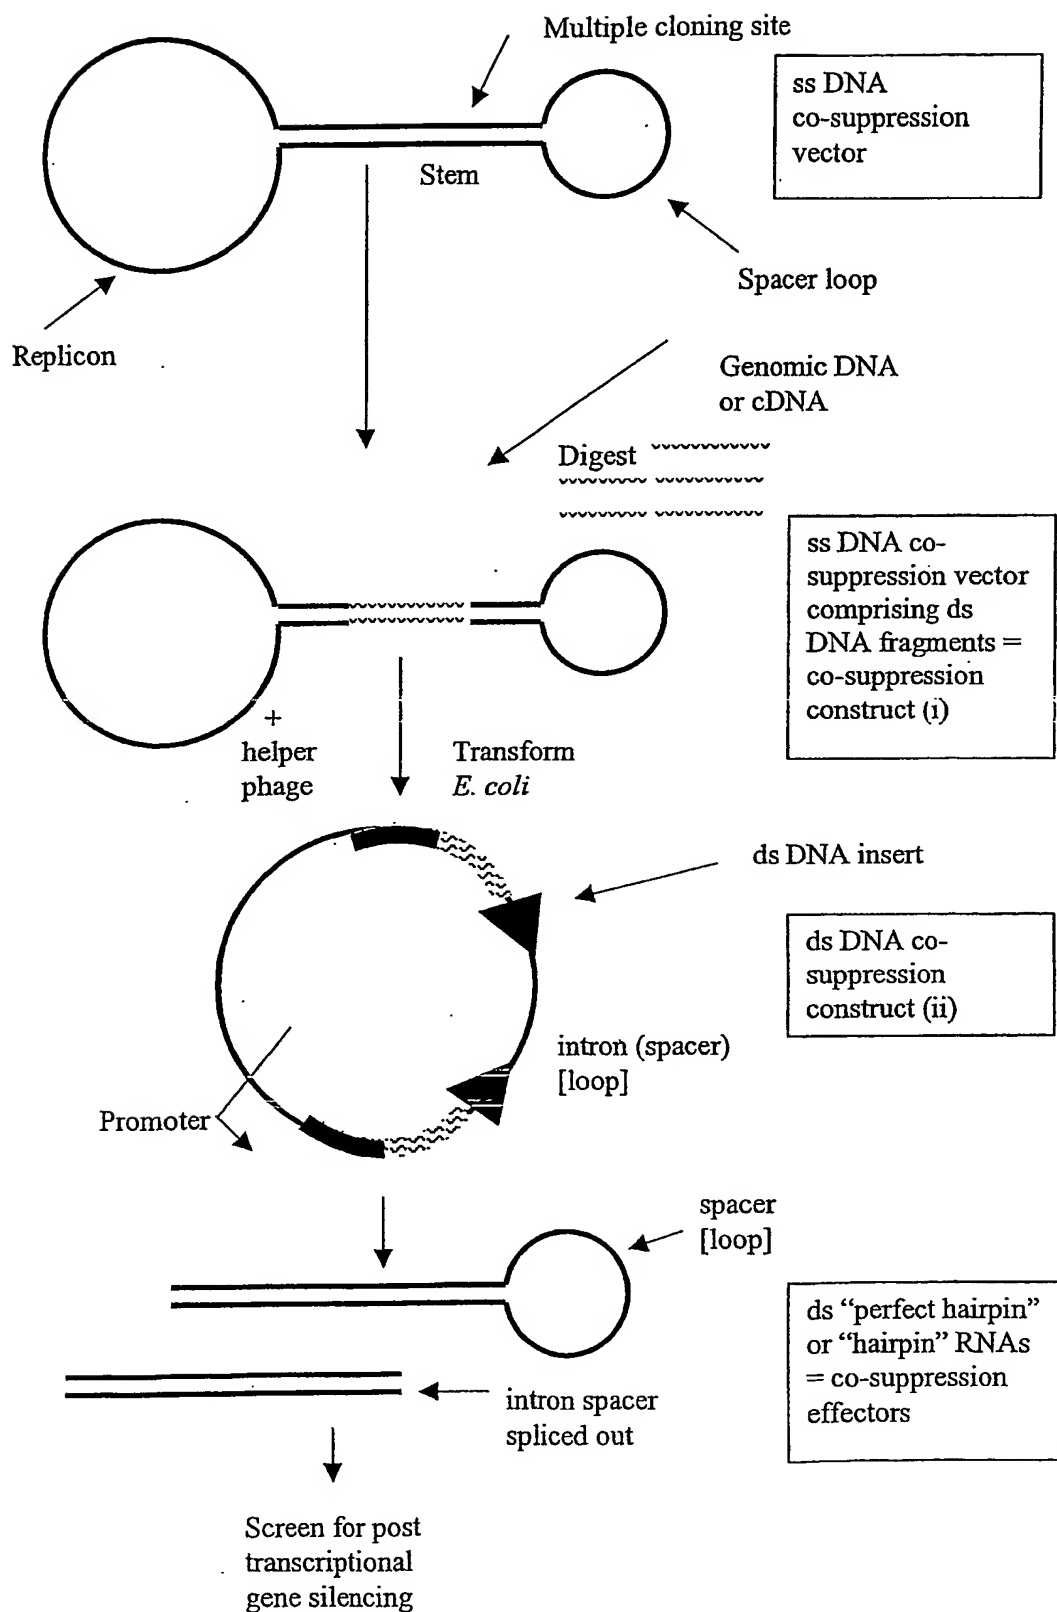 Multiple cloning site
ss DNA
co-suppression
vector
Stem
Spacer loop
Replicon
Genomic DNA
or cDNA
Digest
ss DNA co-
suppression vector
comprising ds
DNA fragments =
co-suppression
construct (i)
+
helper
phage
Transform
E. coli
ds DNA insert
ds DNA co-
suppression
construct (ii)
intron (spacer)
[loop]
Promoter
spacer
[loop]
ds “perfect hairpin”
or “hairpin” RNAs
= co-suppression
effectors
intron spacer
spliced out
Screen for post
transcriptional
gene silencing